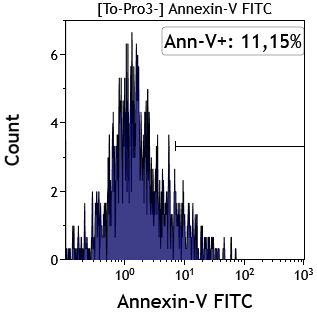 [To-Pro3-] Annexin-V FITC
Ann-V+: 11,15%
Count
6
4
2
0
10⁰ 10¹ 10² 10³
Annexin-V FITC